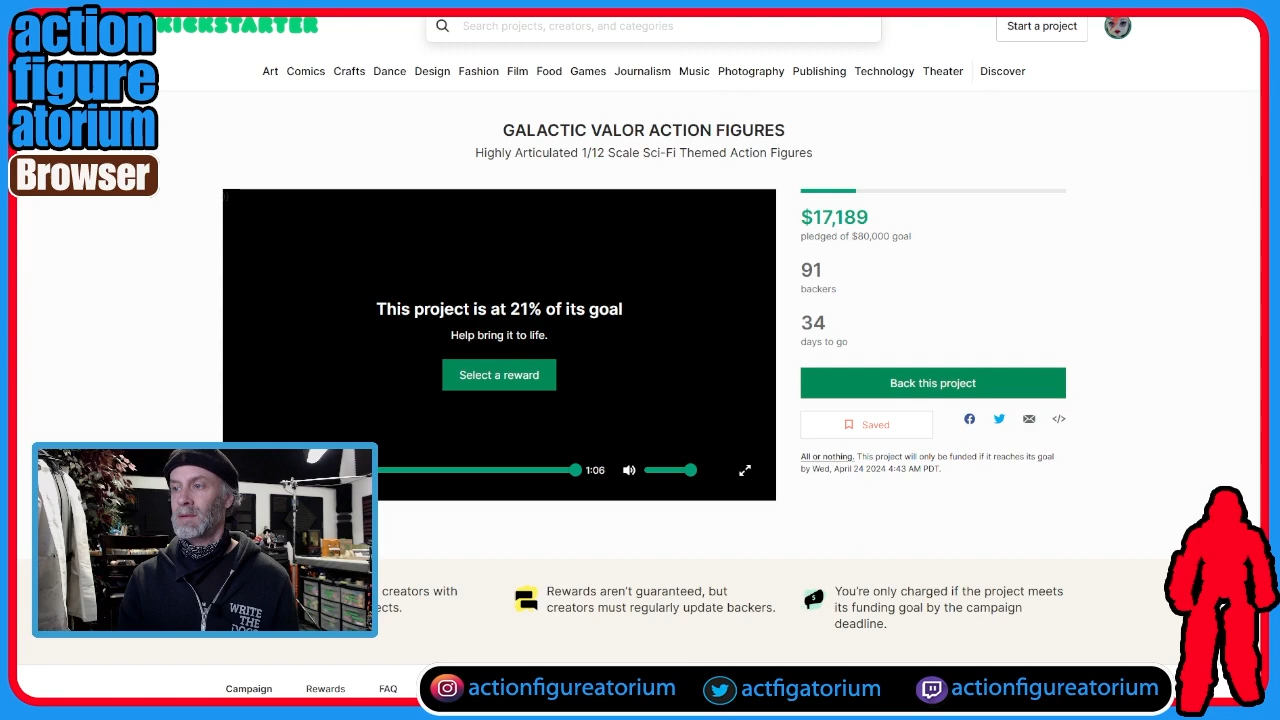 action
figure
atorium
Browser
KICKSTARTER
Search projects, creators, and categories
Start a project
Art Comics Crafts Dance Design Fashion Film Food Games Journalism Music Photography Publishing Technology Theater Discover
GALACTIC VALOR ACTION FIGURES
Highly Articulated 1/12 Scale Sci-Fi Themed Action Figures
This project is at 21% of its goal
Help bring it to life.
Select a reward
1:06
$17,189
pledged of $80,000 goal
91
backers
34
days to go
Back this project
Saved
All or nothing. This project will only be funded if it reaches its goal
by Wed, April 24 2024 4:43 AM PDT.
WRITE
THE
creators with
Rewards aren't guaranteed, but
creators must regularly update backers.
You're only charged if the project meets
its funding goal by the campaign
deadline.
Campaign Rewards FAQ
actionfigureatorium
actfigatorium
actionfigureatorium